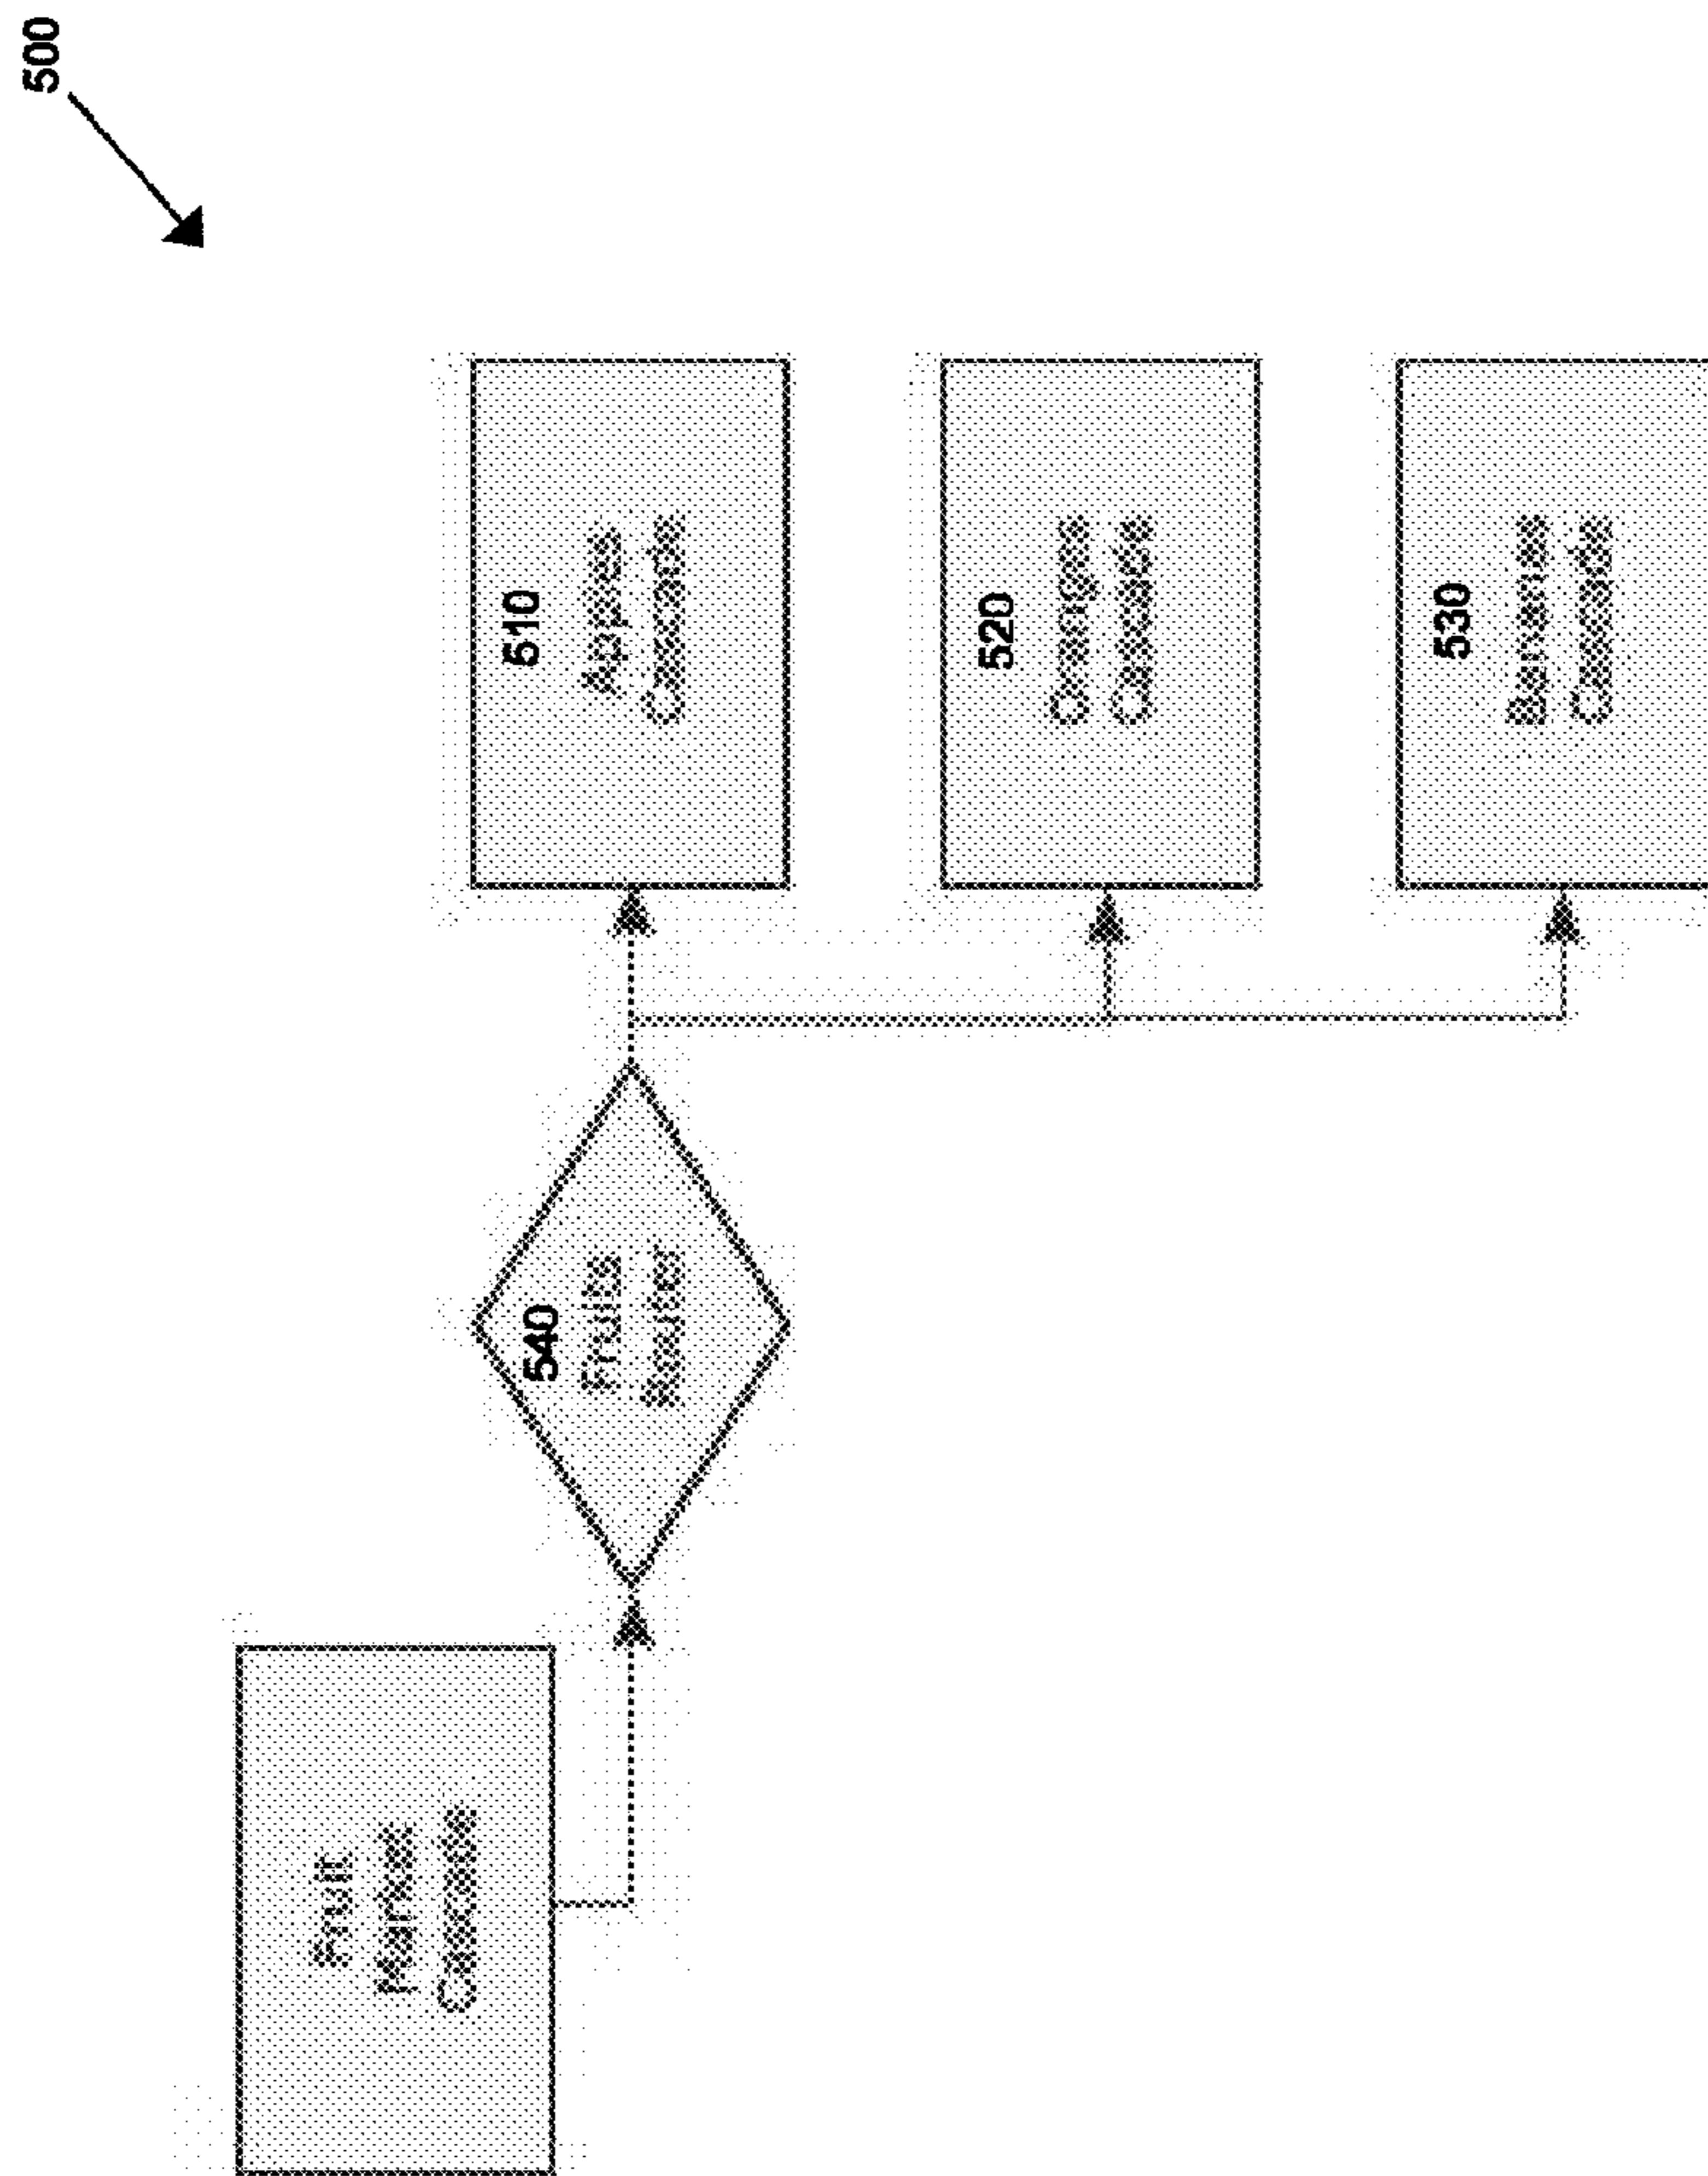 500
Fruit
Market
Cascade
540
Fruits
Router
510
Apples
Cascade
520
Oranges
Cascade
530
Bananas
Cascade